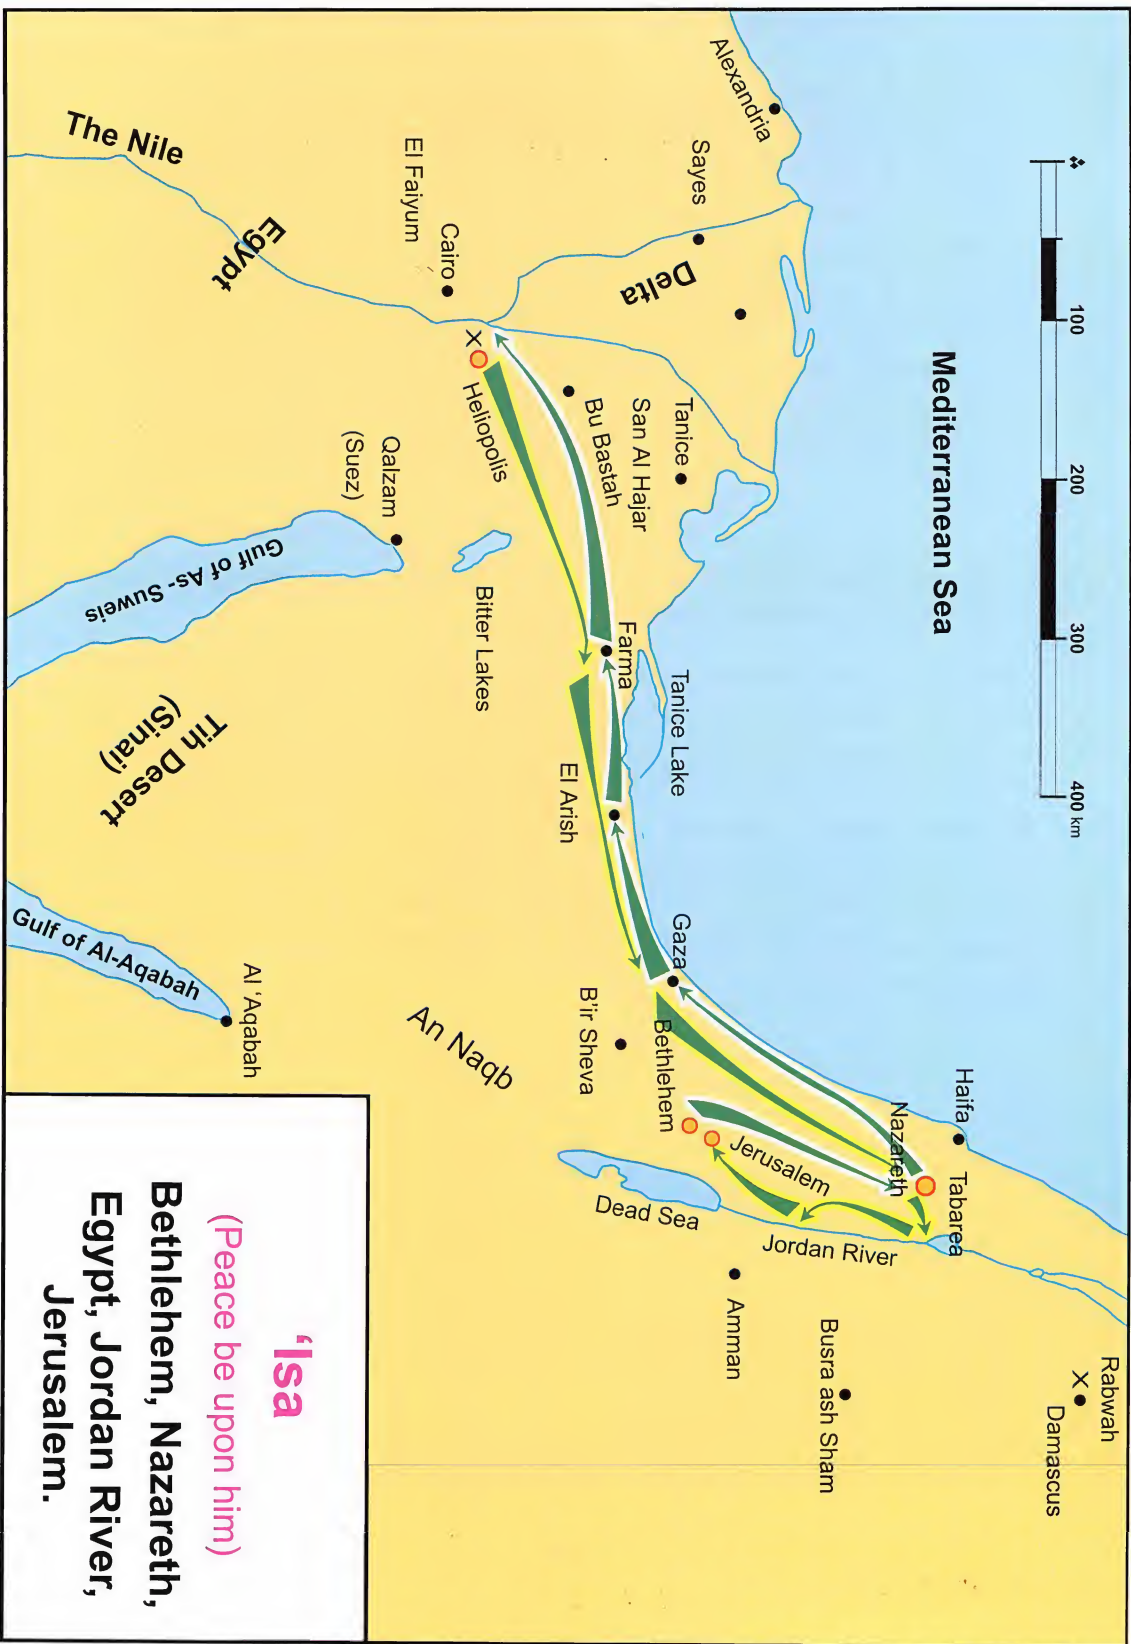 Mediterranean Sea
100
200
300
400 km
Alexandria
Sayes
Delta
The Nile
Egypt
El Faiyum
Cairo
Heliopolis
X
Tanice
San Al Hajar
Bu Bastah
Farma
Tanice Lake
Qalzam
(Suez)
Gulf of As- Suweis
Bitter Lakes
El Arish
Tih Desert
(Sinai)
Gaza
B'ir Sheva
An Naqb
Gulf of Al-Aqabah
Al ‘Aqabah
Haifa
Nazareth
Tabarea
Bethlehem
Jerusalem
Dead Sea
Jordan River
Amman
Busra ash Sham
Rabwah
X
Damascus
‘Isa
(Peace be upon him)
Bethlehem, Nazareth,
Egypt, Jordan River,
Jerusalem.